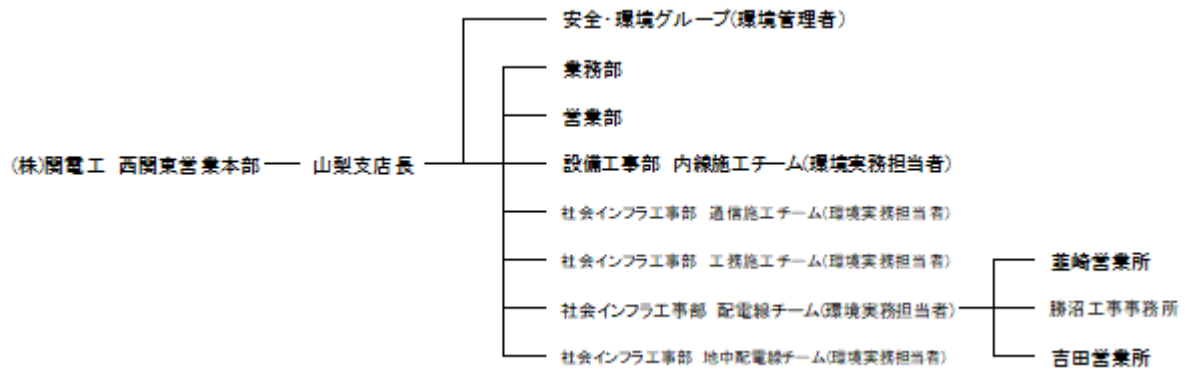 安全・環境グループ(環境管理者)
業務部
営業部
(株)関電工 西関東営業本部
山梨支店長
設備工事部 内線施工チーム(環境実務担当者)
社会インフラ工事部 通信施工チーム(環境実務担当者)
社会インフラ工事部 工務施工チーム(環境実務担当者)
韮崎営業所
社会インフラ工事部 配電線チーム(環境実務担当者)
勝沼工事事務所
社会インフラ工事部 地中配電線チーム(環境実務担当者)
吉田営業所